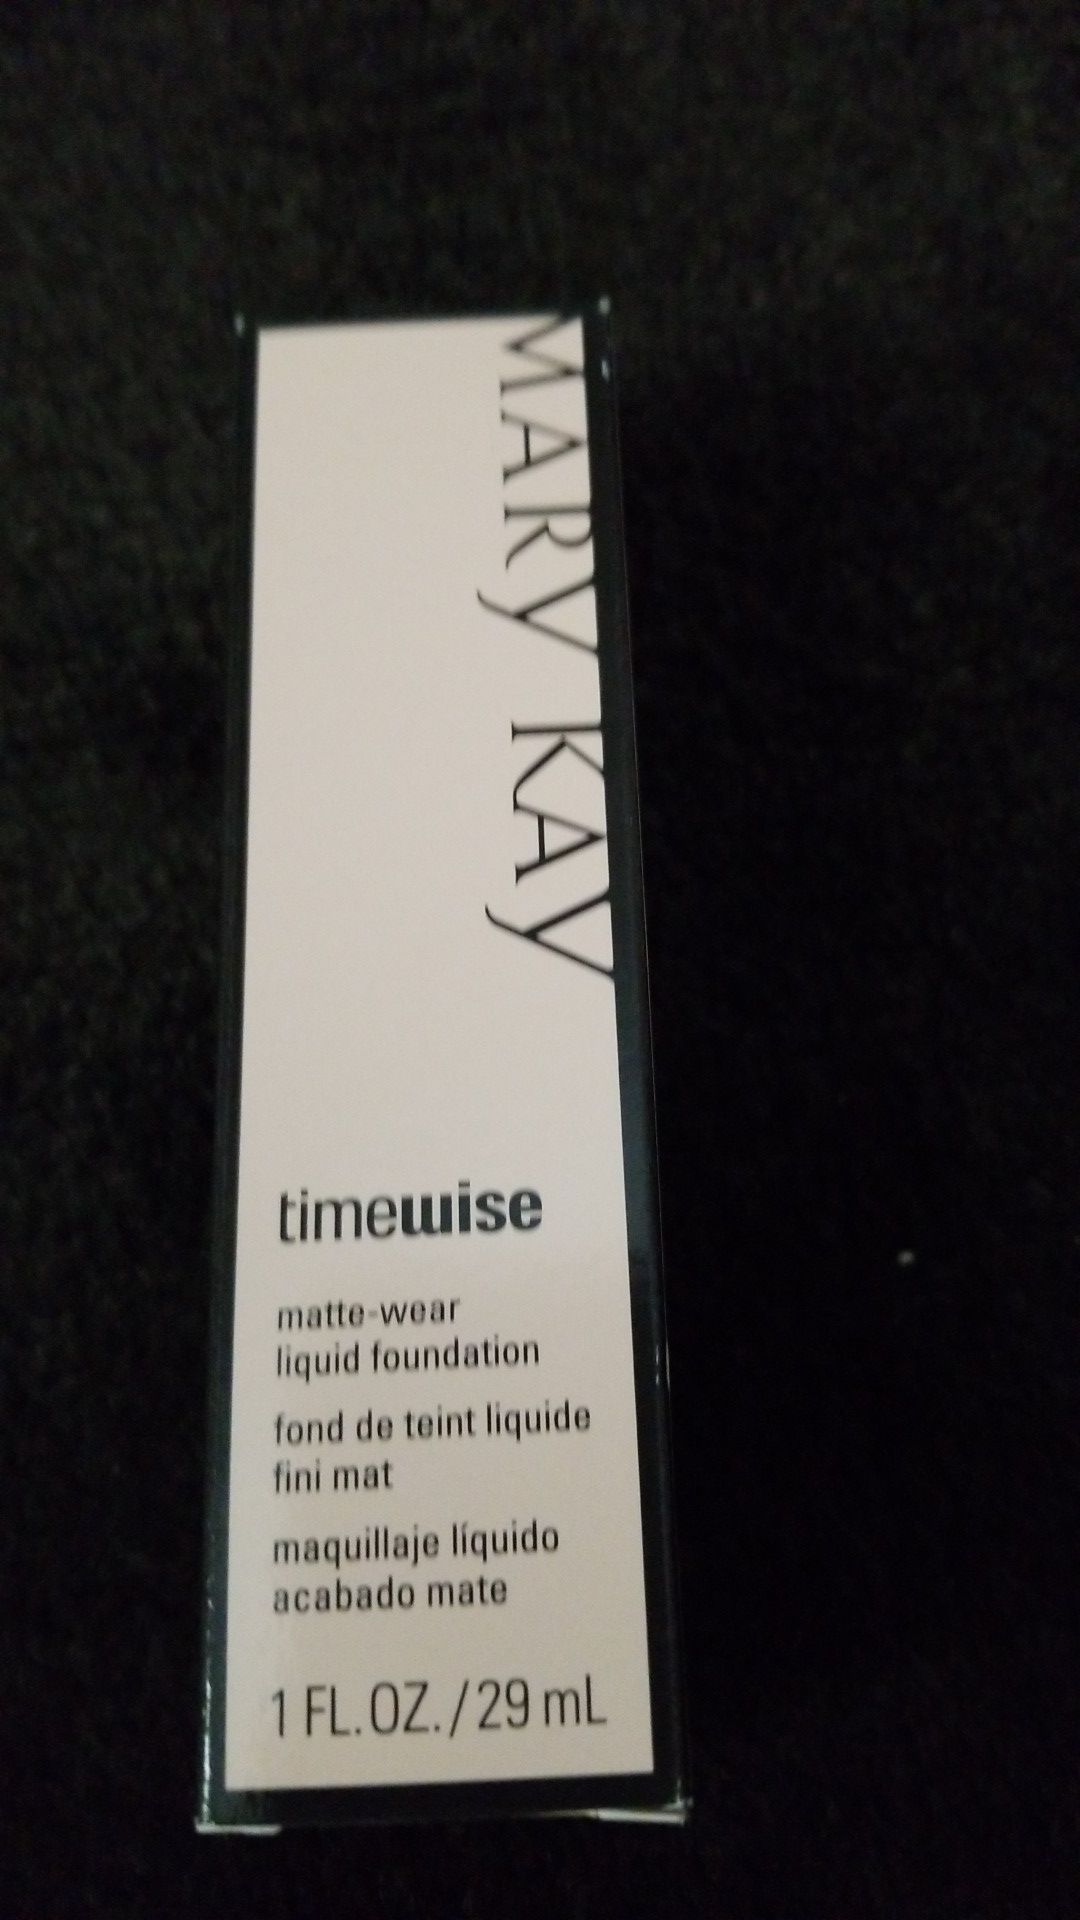 MARY KAY
timewise
matte-wear
liquid foundation
fond de teint liquide
fini mat
maquillaje líquido
acabado mate
1 FL. OZ. / 29 mL